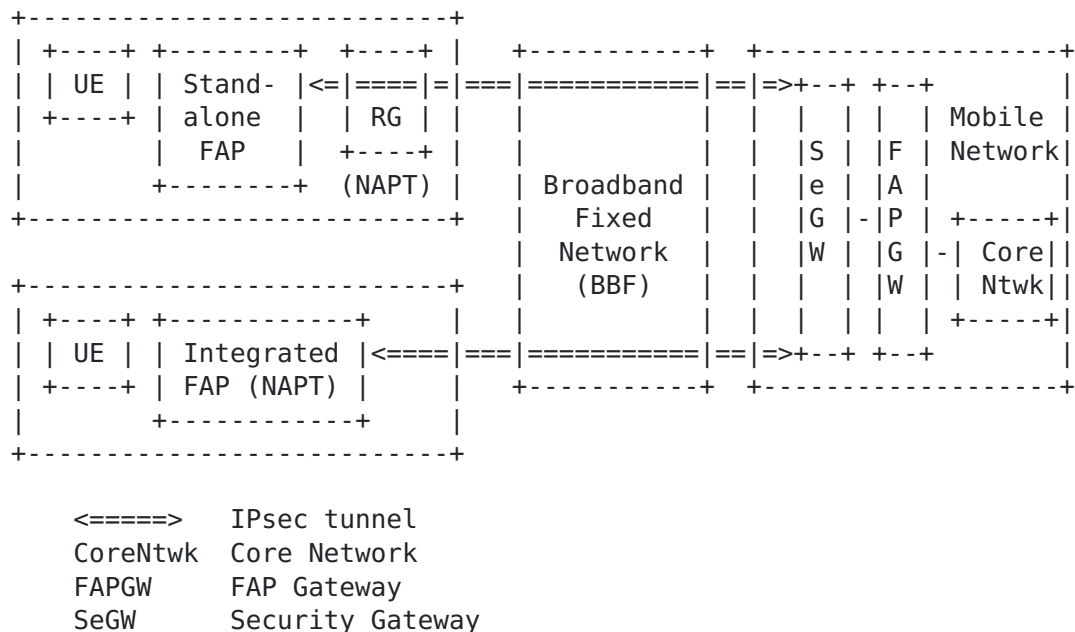 +---------------------------+
| +----+ +--------+  +----+ |   +-----------+  +-------------------+
| | UE | | Stand- |<=|====|=|===|===========|==|=>+--+ +--+        |
| +----+ | alone  |  | RG | |   |           |  |  |  | |  | Mobile |
|        |  FAP   |  +----+ |   |           |  |  |S | |F | Network|
|        +--------+  (NAPT) |   | Broadband |  |  |e | |A |        |
+---------------------------+   |   Fixed   |  |  |G |-|P | +-----+|
                                |  Network  |  |  |W | |G |-| Core||
+---------------------------+   |   (BBF)   |  |  |  | |W | | Ntwk||
| +----+ +------------+     |   |           |  |  |  | |  | +-----+|
| | UE | | Integrated |<====|===|===========|==|=>+--+ +--+        |
| +----+ | FAP (NAPT) |     |   +-----------+  +-------------------+
|        +------------+     |
+---------------------------+
<=====>   IPsec tunnel
CoreNtwk  Core Network
FAPGW     FAP Gateway
SeGW      Security Gateway